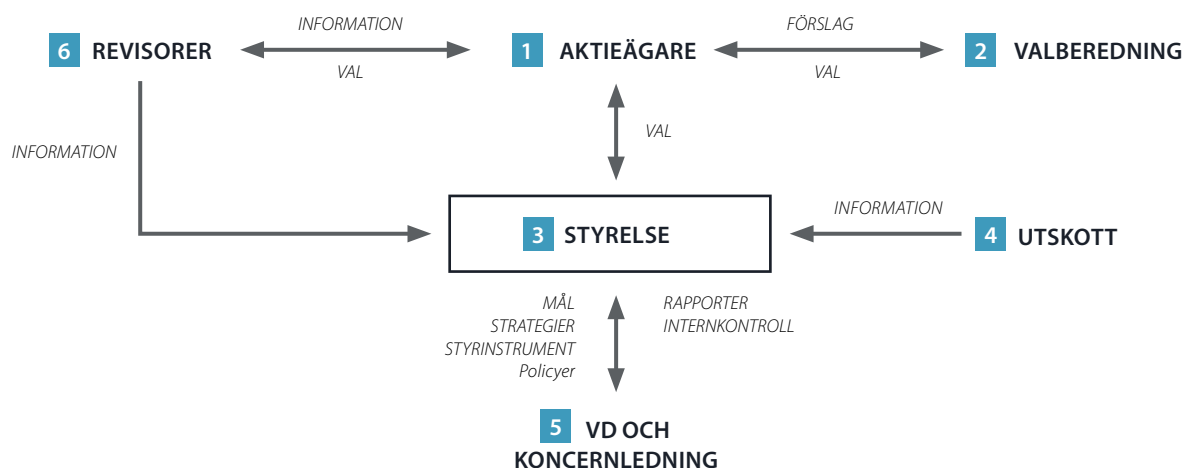 INFORMATION
FÖRSLAG
6 REVISORER
1 AKTIEÄGARE
2 VALBEREDNING
VAL
VAL
VAL
INFORMATION
INFORMATION
3 STYRELSE
4 UTSKOTT
MÅL
STRATEGIER
STYRINSTRUMENT
Policyer
RAPPORTER
INTERNKONTROLL
5 VD OCH
KONCERNLEDNING